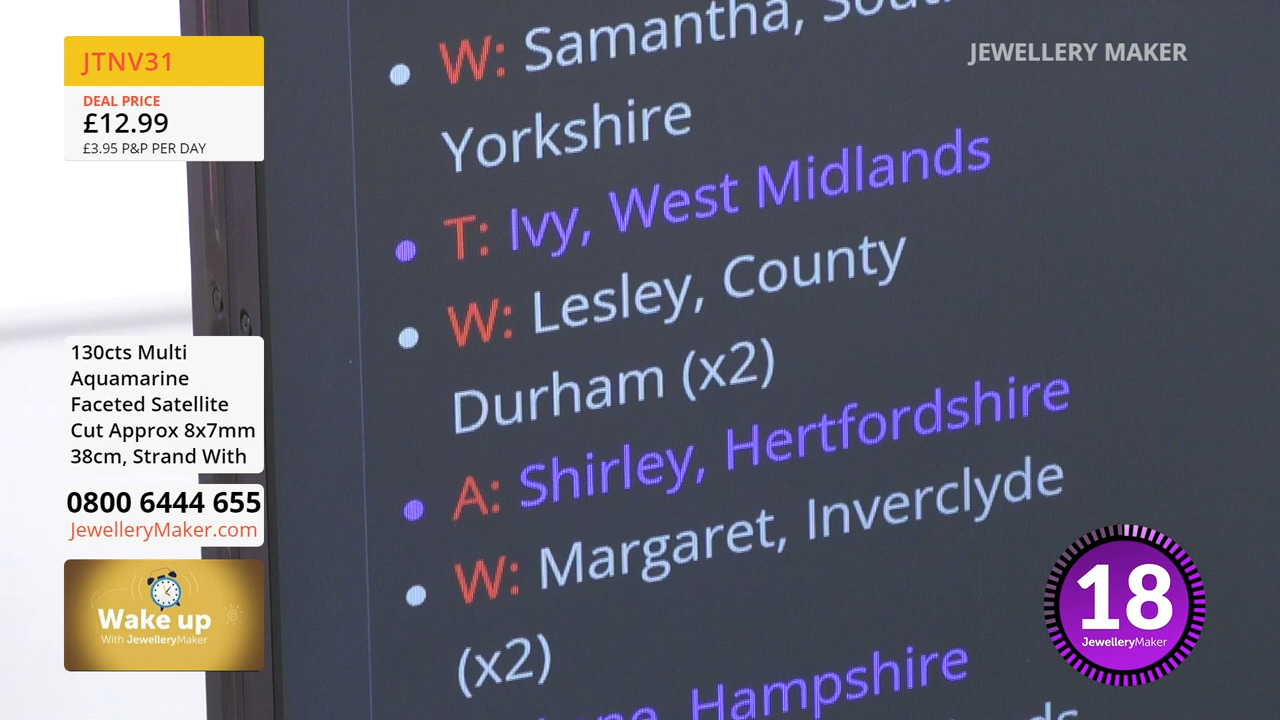 JTNV31
DEAL PRICE
£12.99
£3.95 P&P PER DAY
JEWELLERY MAKER
W: Samantha,
Yorkshire
T: Ivy, West Midlands
W: Lesley, County
Durham (x2)
A: Shirley, Hertfordshire
W: Margaret, Inverclyde
(x2)
Hampshire
130cts Multi
Aquamarine
Faceted Satellite
Cut Approx 8x7mm
38cm, Strand With
0800 6444 655
JewelleryMaker.com
Wake up
With JewelleryMaker
18
JewelleryMaker